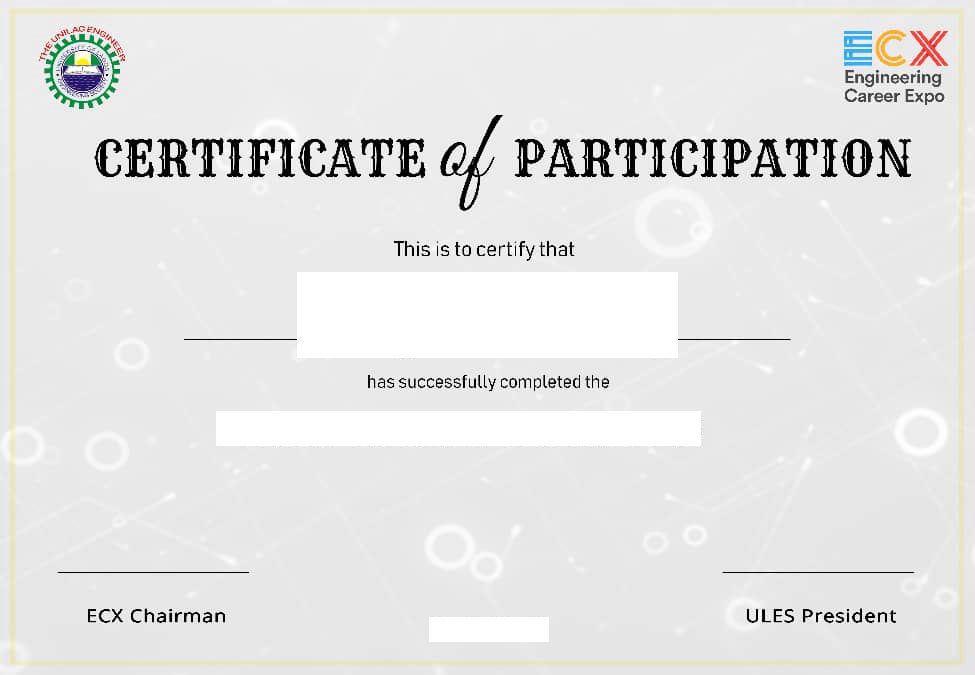 THE UNILAG ENGINEER
ECX
Engineering
Career Expo
CERTIFICATE of PARTICIPATION
This is to certify that
has successfully completed the
ECX Chairman
ULES President